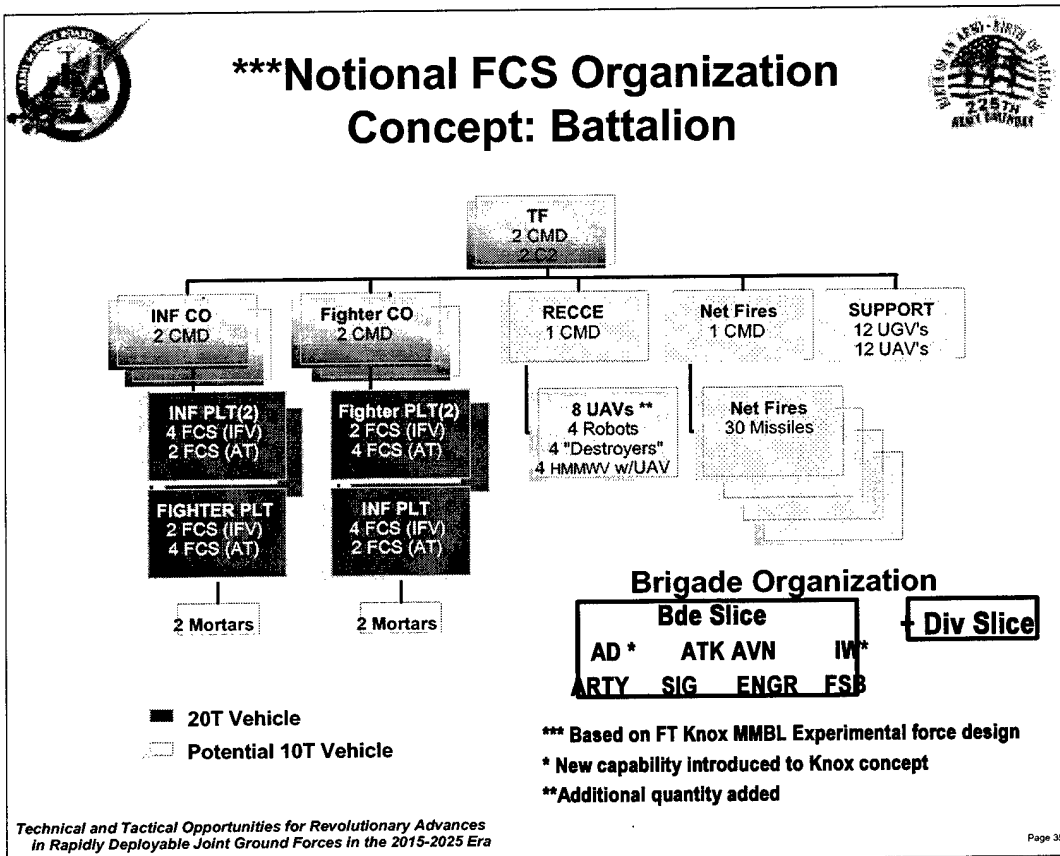 ***Notional FCS Organization
Concept: Battalion
225TH
TF
2 CMD
2 C2
INF CO
2 CMD
Fighter CO
2 CMD
RECCE
1 CMD
Net Fires
1 CMD
SUPPORT
12 UGV's
12 UAV's
INF PLT(2)
4 FCS (IFV)
2 FCS (AT)
Fighter PLT(2)
2 FCS (IFV)
4 FCS (AT)
8 UAVs **
4 Robots
4 "Destroyers"
4 HMMWV w/UAV
Net Fires
30 Missiles
FIGHTER PLT
2 FCS (IFV)
4 FCS (AT)
INF PLT
4 FCS (IFV)
2 FCS (AT)
2 Mortars
2 Mortars
Brigade Organization
Bde Slice
AD * ATK AVN IW*
ARTY SIG ENGR FSB
+ Div Slice
20T Vehicle
Potential 10T Vehicle
*** Based on FT Knox MMBL Experimental force design
* New capability introduced to Knox concept
**Additional quantity added
Technical and Tactical Opportunities for Revolutionary Advances
in Rapidly Deployable Joint Ground Forces in the 2015-2025 Era
Page 35